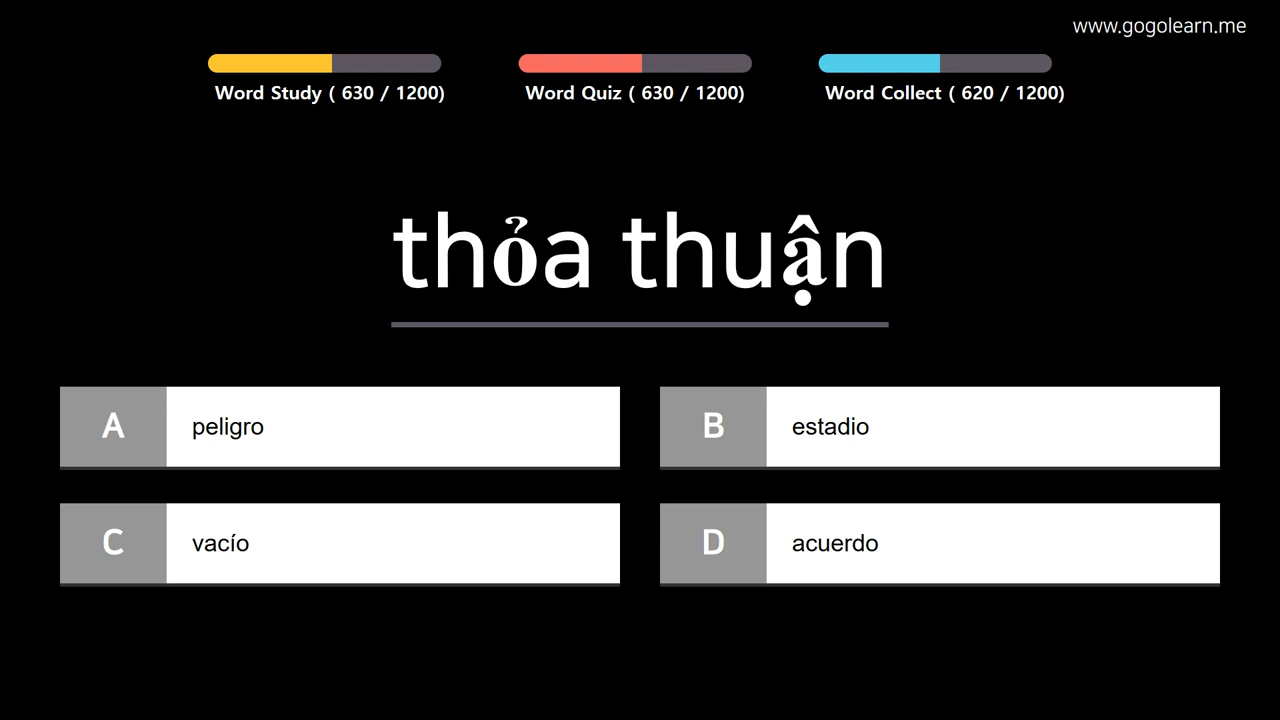 www.gogolearn.me
Word Study ( 630 / 1200)
Word Quiz ( 630 / 1200)
Word Collect ( 620 / 1200)
thỏa thuận
A peligro
B estadio
C vacío
D acuerdo